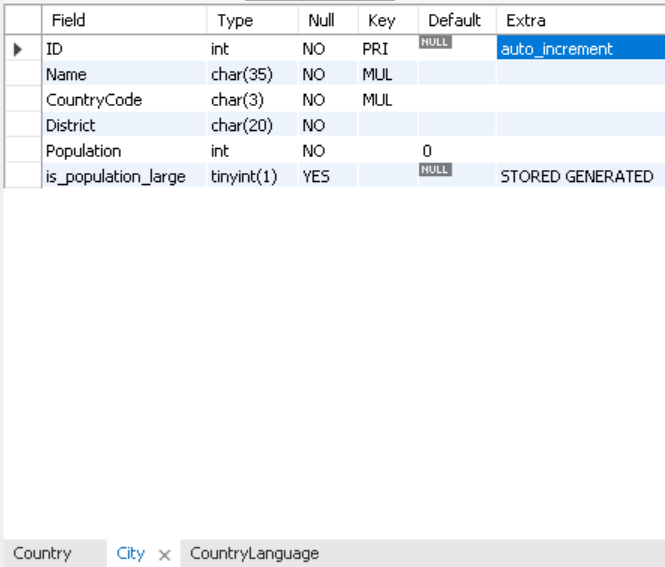 Field Type Null Key Default Extra
ID int NO PRI NULL auto_increment
Name char(35) NO MUL
CountryCode char(3) NO MUL
District char(20) NO
Population int NO 0
is_population_large tinyint(1) YES NULL STORED GENERATED
Country City × CountryLanguage